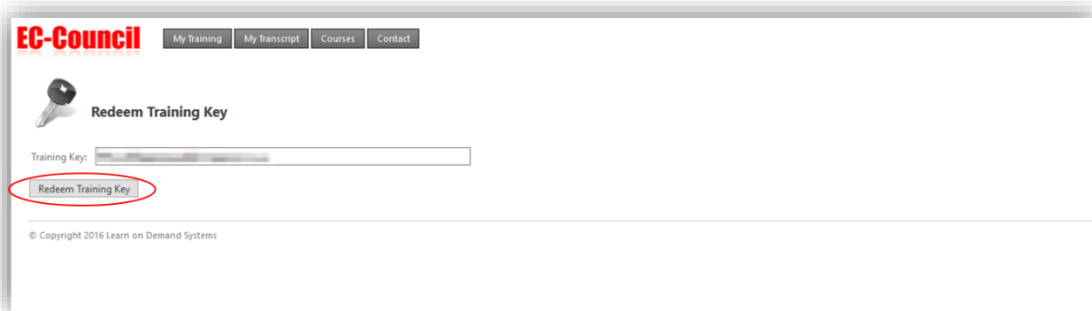 EC-Council My Training My Transcript Courses Contact
Redeem Training Key
Training Key:
Redeem Training Key
© Copyright 2016 Learn on Demand Systems